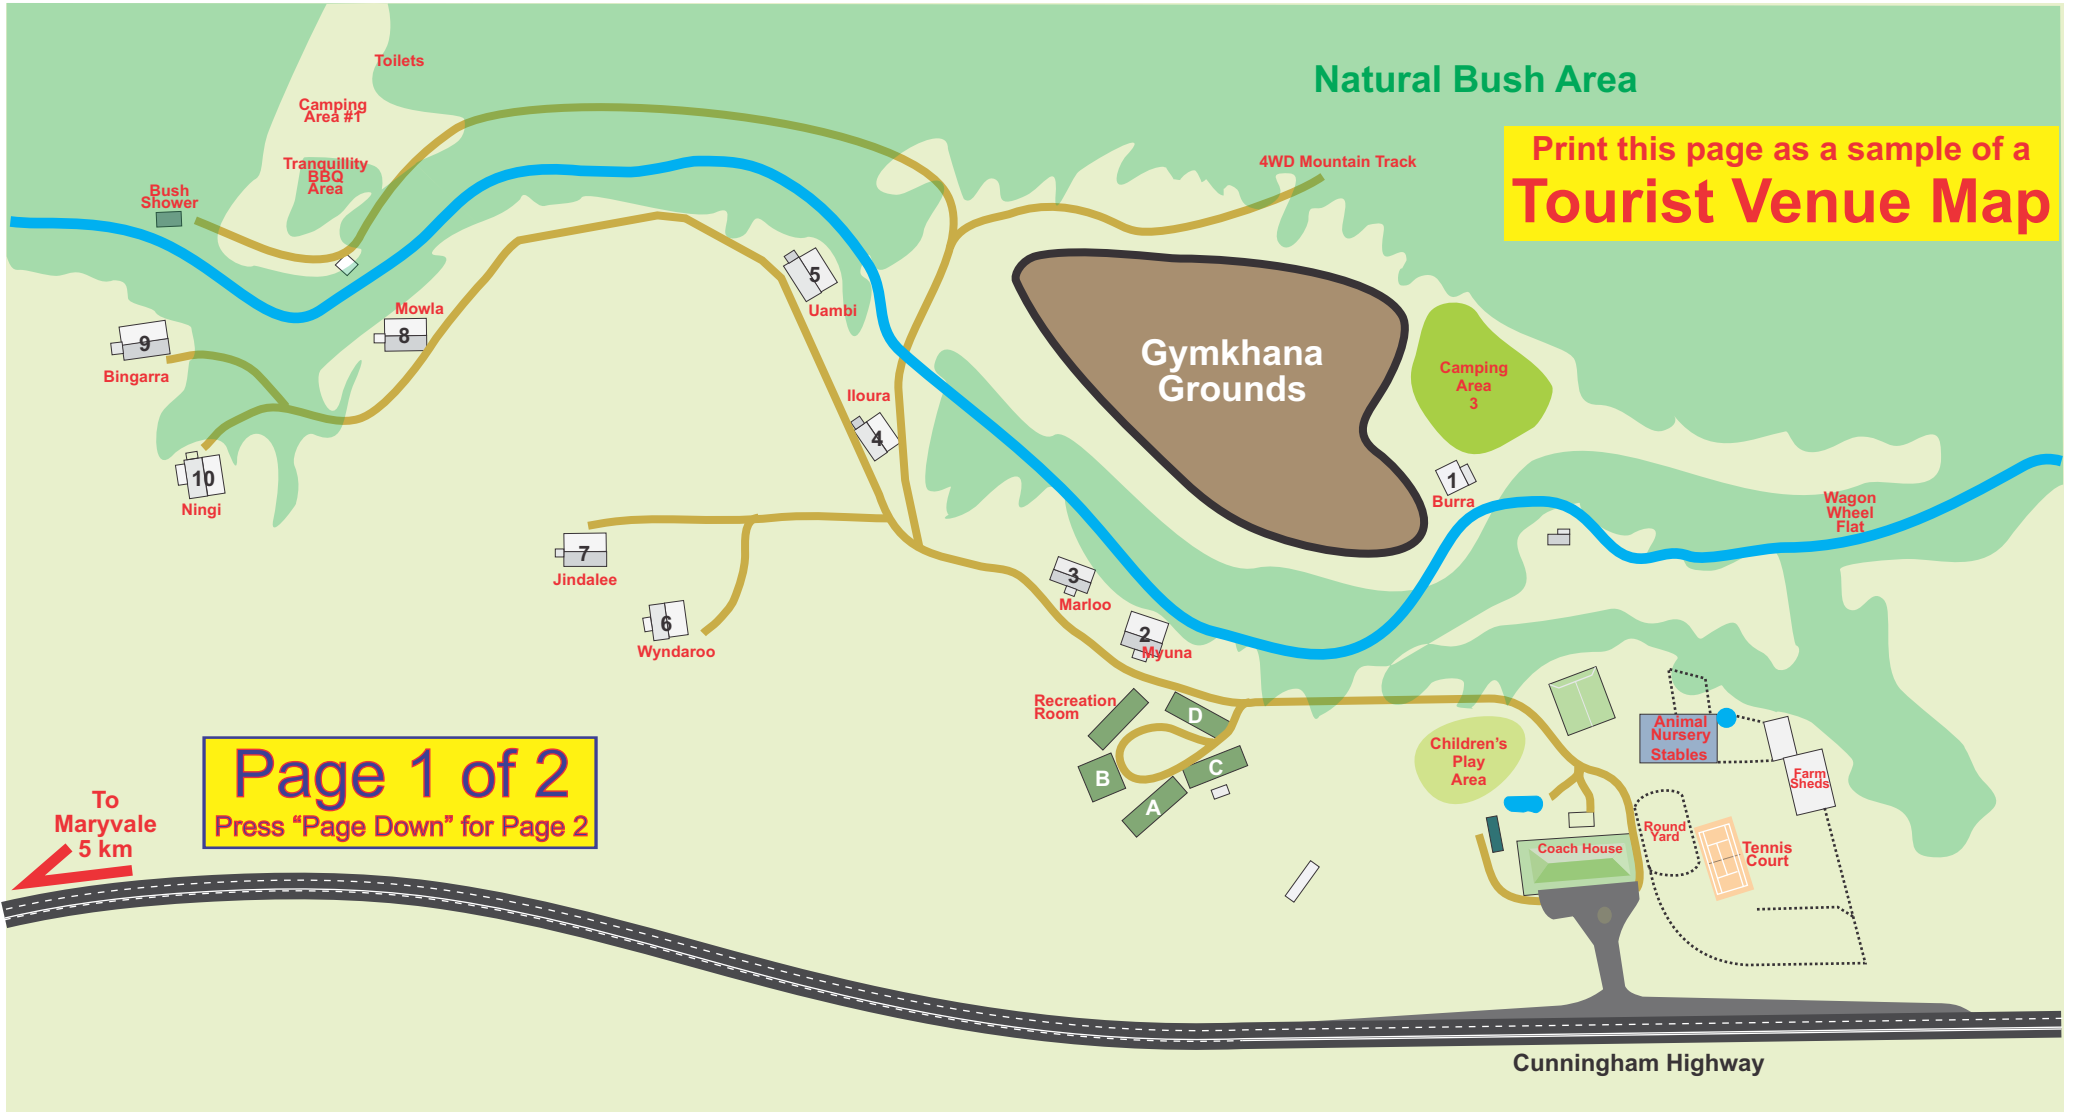 Toilets
Natural Bush Area
Camping
Area #1
Print this page as a sample of a
Tourist Venue Map
4WD Mountain Track
Tranquillity
BBQ
Area
Bush
Shower
5
Uambi
Mowla
8
9
Bingarra
Gymkhana
Grounds
Camping
Area
3
Iloura
4
10
Ningi
1
Burra
Wagon
Wheel
Flat
7
Jindalee
3
Marloo
6
Wyndaroo
2
Myuna
Recreation
Room
D
B
C
A
Children's
Play
Area
Animal
Nursery
Stables
Farm
Sheds
Page 1 of 2
Press “Page Down” for Page 2
To
Maryvale
5 km
Round
Yard
Coach House
Tennis
Court
Cunningham Highway